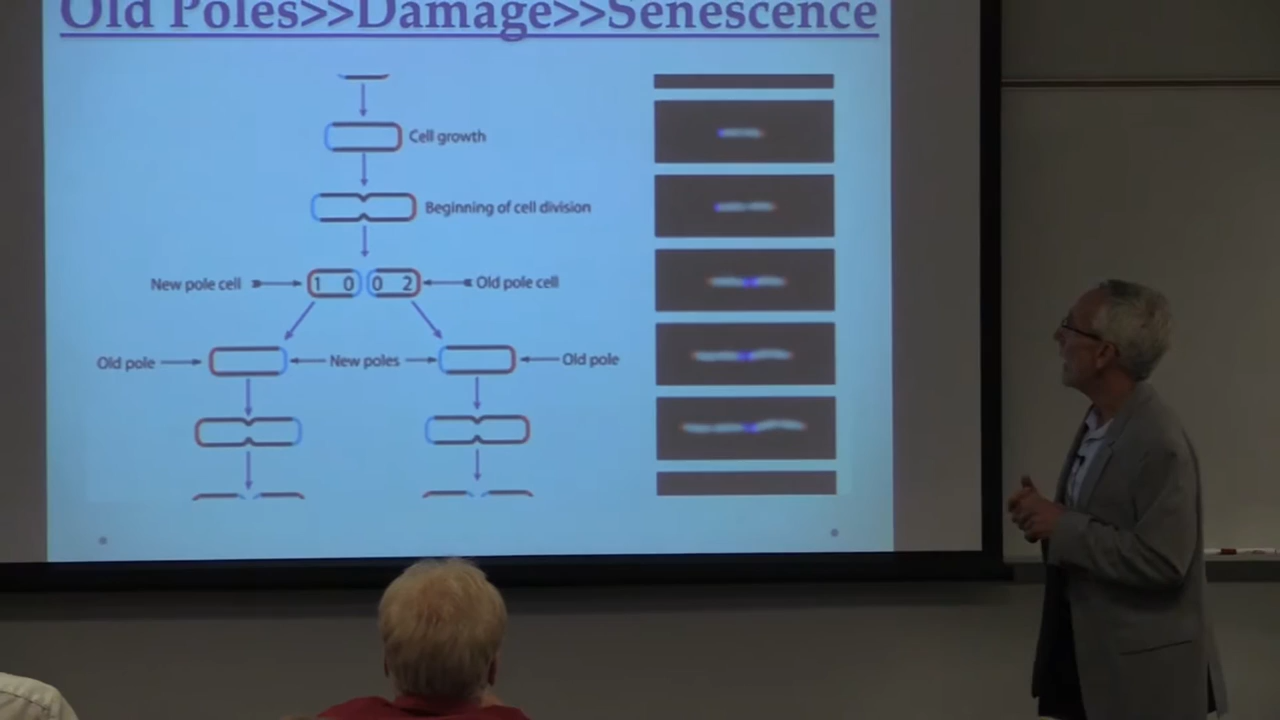 Old Poles>>Damage>>Senescence
Cell growth
Beginning of cell division
New pole cell
1 0 0 2
Old pole cell
Old pole
New poles
Old pole